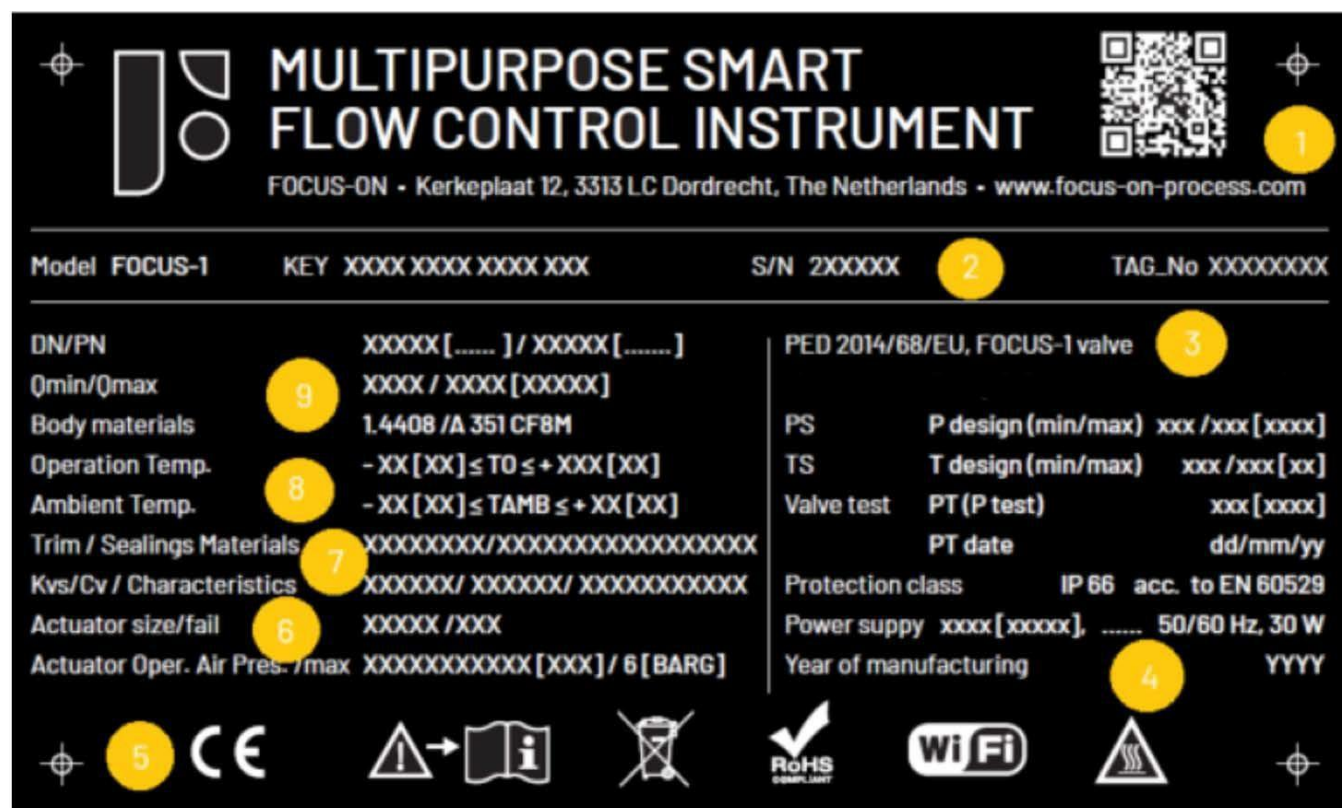 MULTIPURPOSE SMART
FLOW CONTROL INSTRUMENT
1
FOCUS-ON • Kerkeplaat 12, 3313 LC Dordrecht, The Netherlands • www.focus-on-process.com
Model FOCUS-1 KEY XXXX XXXX XXXX XXX S/N 2XXXXX 2 TAG_No XXXXXXXX
DN/PN XXXXX [...... ] / XXXXX [.......]
Qmin/Qmax XXXX / XXXX [XXXXX]
9
Body materials 1.4408 /A 351 CF8M
Operation Temp. - XX [XX] ≤ TO ≤ + XXX [XX]
8
Ambient Temp. - XX [XX] ≤ TAMB ≤ + XX [XX]
Trim / Sealings Materials XXXXXXXX/XXXXXXXXXXXXXXXXX
7
Kvs/Cv / Characteristics XXXXXX/ XXXXXX/ XXXXXXXXXXX
Actuator size/fail 6 XXXXX /XXX
Actuator Oper. Air Pres. /max XXXXXXXXXXX [XXX] / 6 [BARG]
PED 2014/68/EU, FOCUS-1 valve 3
PS P design (min/max) xxx /xxx [xxxx]
TS T design (min/max) xxx /xxx [xx]
Valve test PT (P test) xxx [xxxx]
PT date dd/mm/yy
Protection class IP 66 acc. to EN 60529
Power suppy xxxx [xxxxx], ...... 50/60 Hz, 30 W
Year of manufacturing 4 YYYY
5 CE i RoHS COMPLIANT Wi Fi